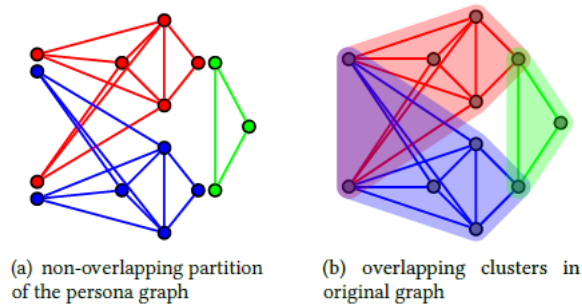 (a) non-overlapping partition
of the persona graph
(b) overlapping clusters in
original graph